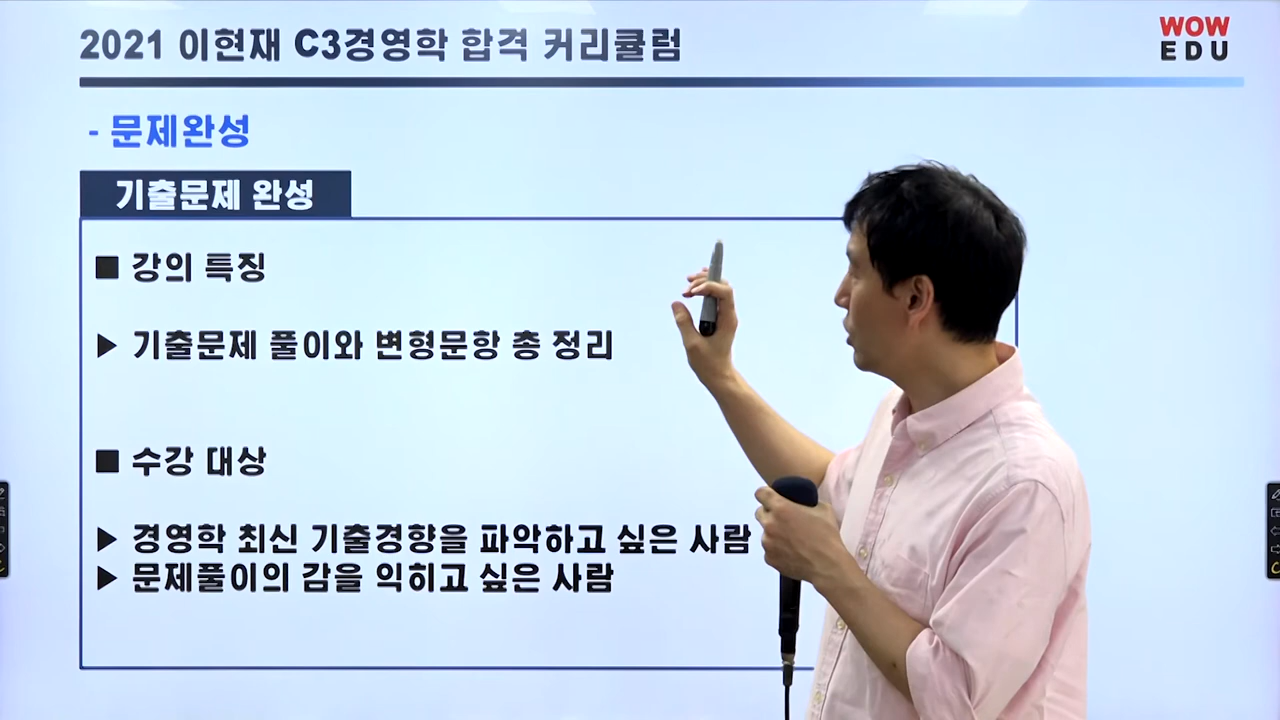 2021 이현재 C3경영학 합격 커리큘럼
WOW
EDU
- 문제완성
기출문제 완성
■ 강의 특징
▶ 기출문제 풀이와 변형문항 총 정리
■ 수강 대상
▶ 경영학 최신 기출경향을 파악하고 싶은 사람
▶ 문제풀이의 감을 익히고 싶은 사람